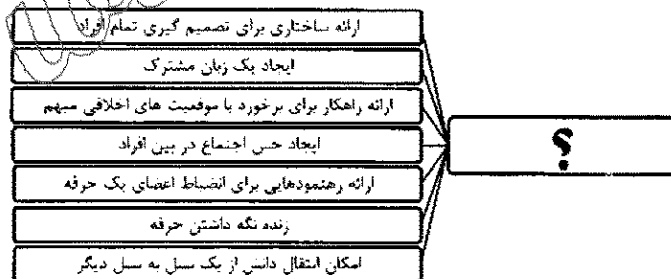 ارائه ساختاری برای تصمیم گیری تمام افراد
ایجاد یک زبان مشترک
ارائه راهکار برای برخورد با موقعیت های اخلاقی مبهم
ایجاد حس اجتماع در بین افراد
ارائه رهنمودهایی برای انضباط اعضای یک حرفه
زنده نگه داشتن حرفه
امکان انتقال دانش از یک نسل به نسل دیگر
؟